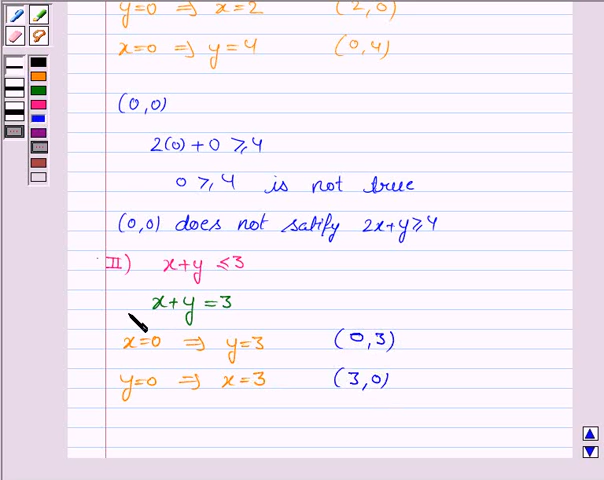 y=0 ⇒ x=2 (2,0)
x=0 ⇒ y=4 (0,4)
(0,0)
2(0)+0 ≥ 4
0 ≥ 4 is not true
(0,0) does not satify 2x+y ≥ 4
II) x+y ≤ 3
x+y = 3
x=0 ⇒ y=3 (0,3)
y=0 ⇒ x=3 (3,0)